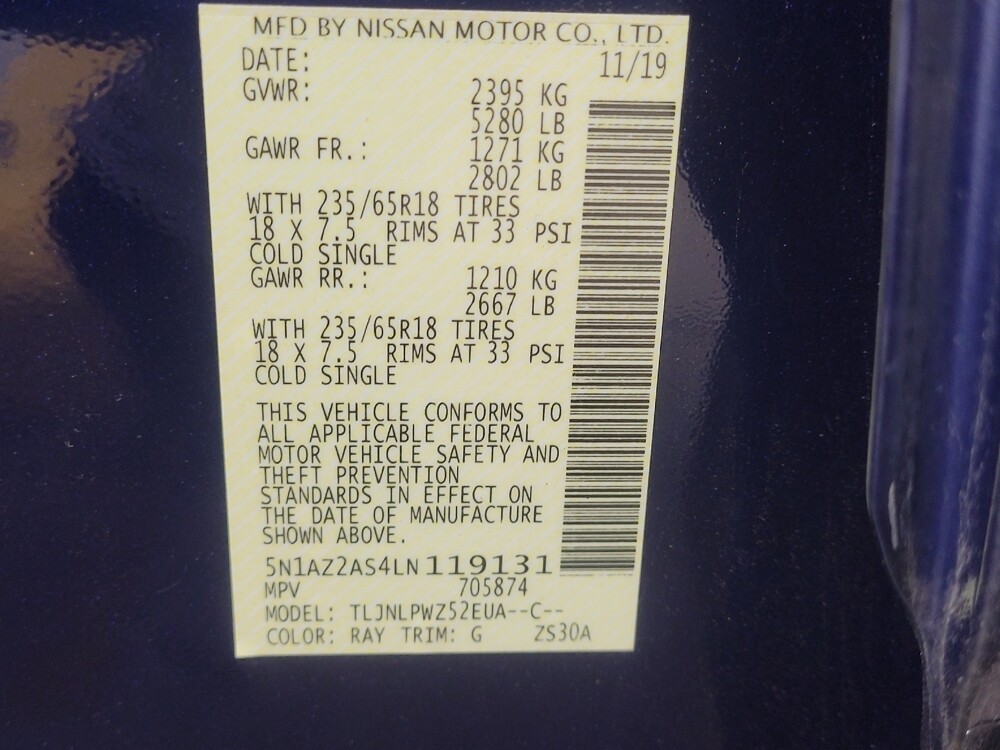 MFD BY NISSAN MOTOR CO., LTD.
DATE: 11/19
GVWR: 2395 KG
5280 LB
GAWR FR.: 1271 KG
2802 LB
WITH 235/65R18 TIRES
18 X 7.5 RIMS AT 33 PSI
COLD SINGLE
GAWR RR.: 1210 KG
2667 LB
WITH 235/65R18 TIRES
18 X 7.5 RIMS AT 33 PSI
COLD SINGLE
THIS VEHICLE CONFORMS TO
ALL APPLICABLE FEDERAL
MOTOR VEHICLE SAFETY AND
THEFT PREVENTION
STANDARDS IN EFFECT ON
THE DATE OF MANUFACTURE
SHOWN ABOVE.
5N1AZ2AS4LN119131
MPV 705874
MODEL: TLJNLPWZ52EUA--C--
COLOR: RAY TRIM: G ZS30A